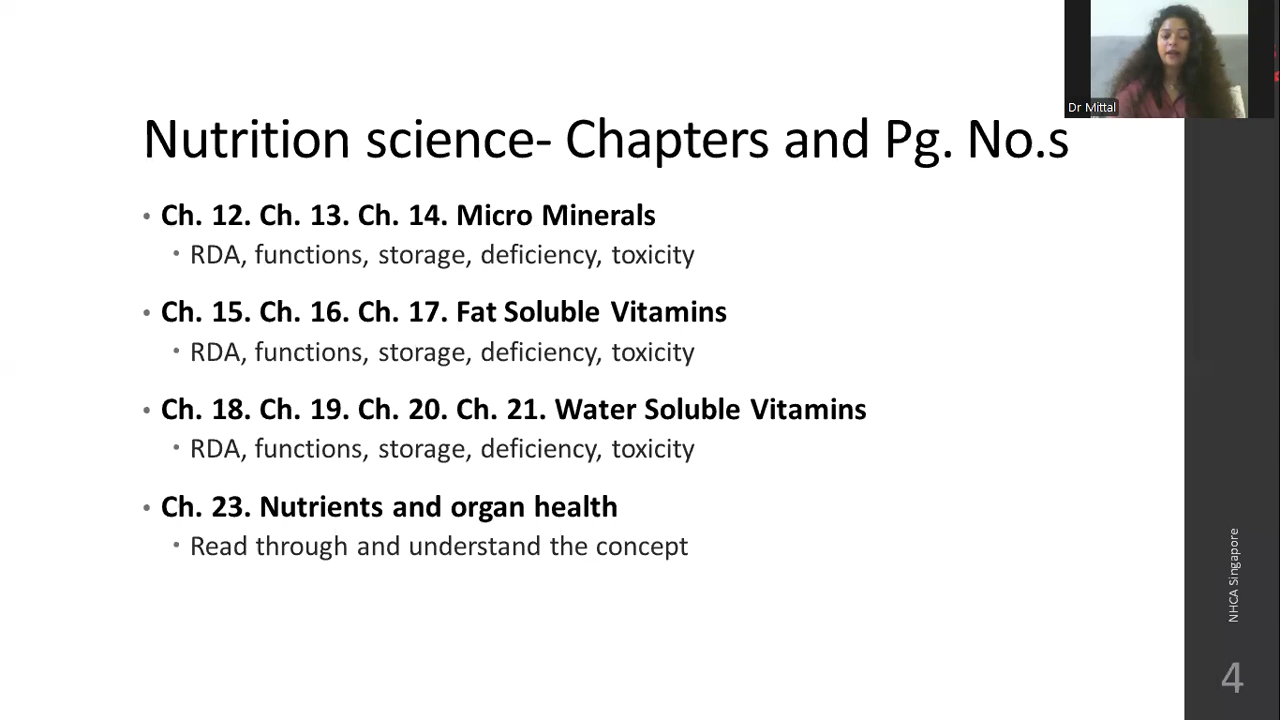 Dr Mittal
Nutrition science- Chapters and Pg. No.s
• Ch. 12. Ch. 13. Ch. 14. Micro Minerals
• RDA, functions, storage, deficiency, toxicity
• Ch. 15. Ch. 16. Ch. 17. Fat Soluble Vitamins
• RDA, functions, storage, deficiency, toxicity
• Ch. 18. Ch. 19. Ch. 20. Ch. 21. Water Soluble Vitamins
• RDA, functions, storage, deficiency, toxicity
• Ch. 23. Nutrients and organ health
• Read through and understand the concept
NHCA Singapore
4